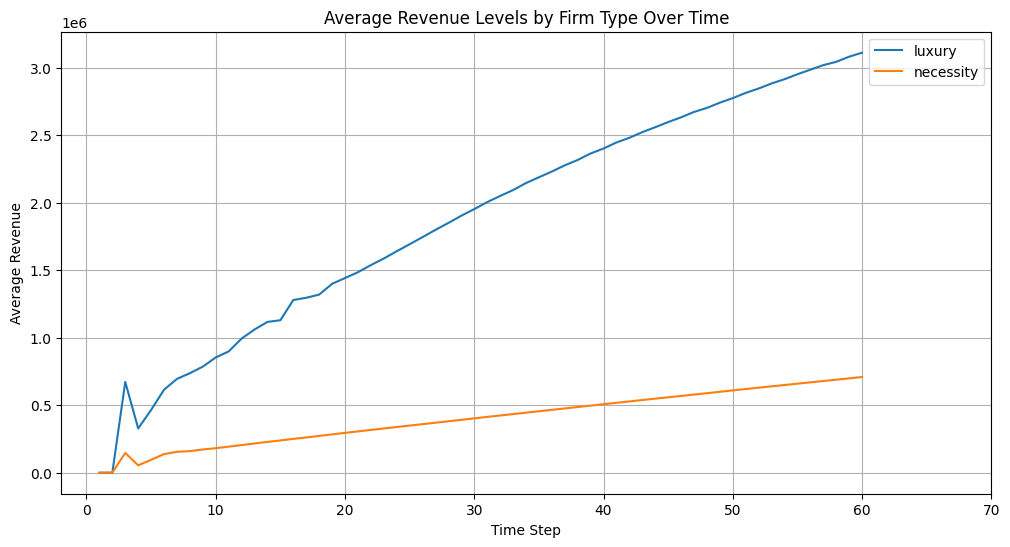 Average Revenue Levels by Firm Type Over Time
1e6
luxury
necessity
3.0
2.5
2.0
1.5
1.0
0.5
0.0
Average Revenue
0 10 20 30 40 50 60 70
Time Step